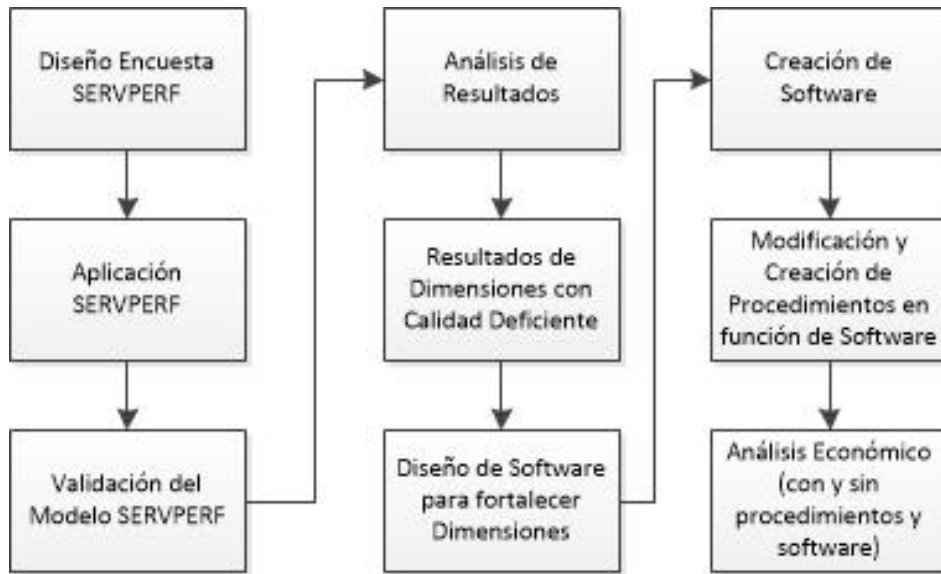 Diseño Encuesta
SERVPERF
Aplicación
SERVPERF
Validación del
Modelo SERVPERF
Análisis de
Resultados
Resultados de
Dimensiones con
Calidad Deficiente
Diseño de Software
para fortalecer
Dimensiones
Creación de
Software
Modificación y
Creación de
Procedimientos en
función de Software
Análisis Económico
(con y sin
procedimientos y
software)